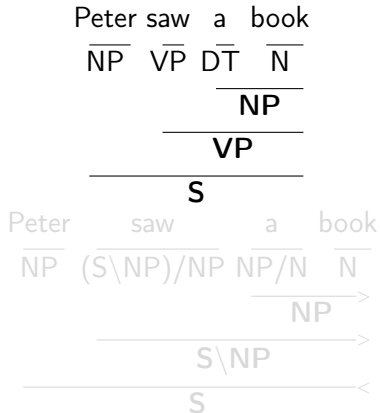 Peter saw a book
NP VP DT N
NP
VP
S
Peter saw a book
NP (S\NP)/NP NP/N N
>
NP
>
S\NP
<
S